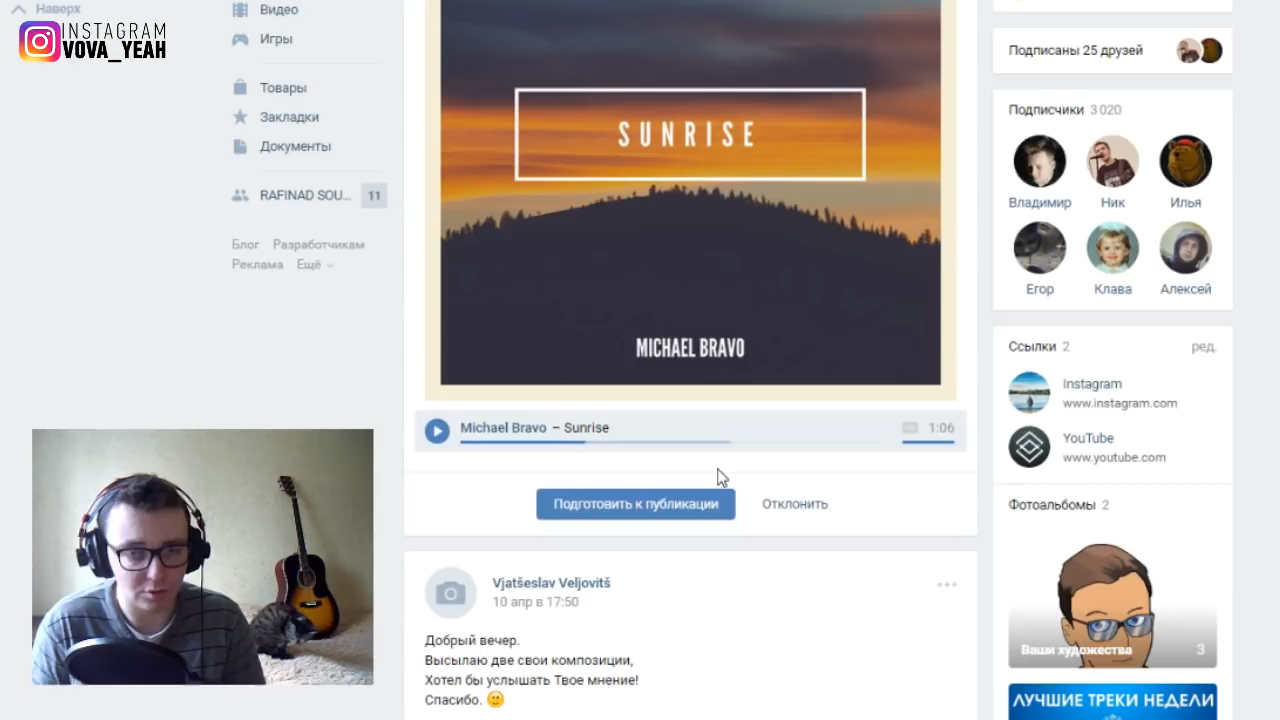 Наверх
INSTAGRAM
VOVA_YEAH
Видео
Игры
Товары
Закладки
Документы
RAFINAD SOU... 11
Блог Разработчикам
Реклама Ещё
SUNRISE
MICHAEL BRAVO
Michael Bravo – Sunrise 1:06
Подготовить к публикации Отклонить
Vjatšeslav Veljovitš
10 апр в 17:50
Добрый вечер.
Высылаю две свои композиции,
Хотел бы услышать Твое мнение!
Спасибо. 🙂
Подписаны 25 друзей
Подписчики 3 020
Владимир Ник Илья
Егор Клава Алексей
Ссылки 2 ред.
Instagram
www.instagram.com
YouTube
www.youtube.com
Фотоальбомы 2
Ваши художества 3
ЛУЧШИЕ ТРЕКИ НЕДЕЛИ